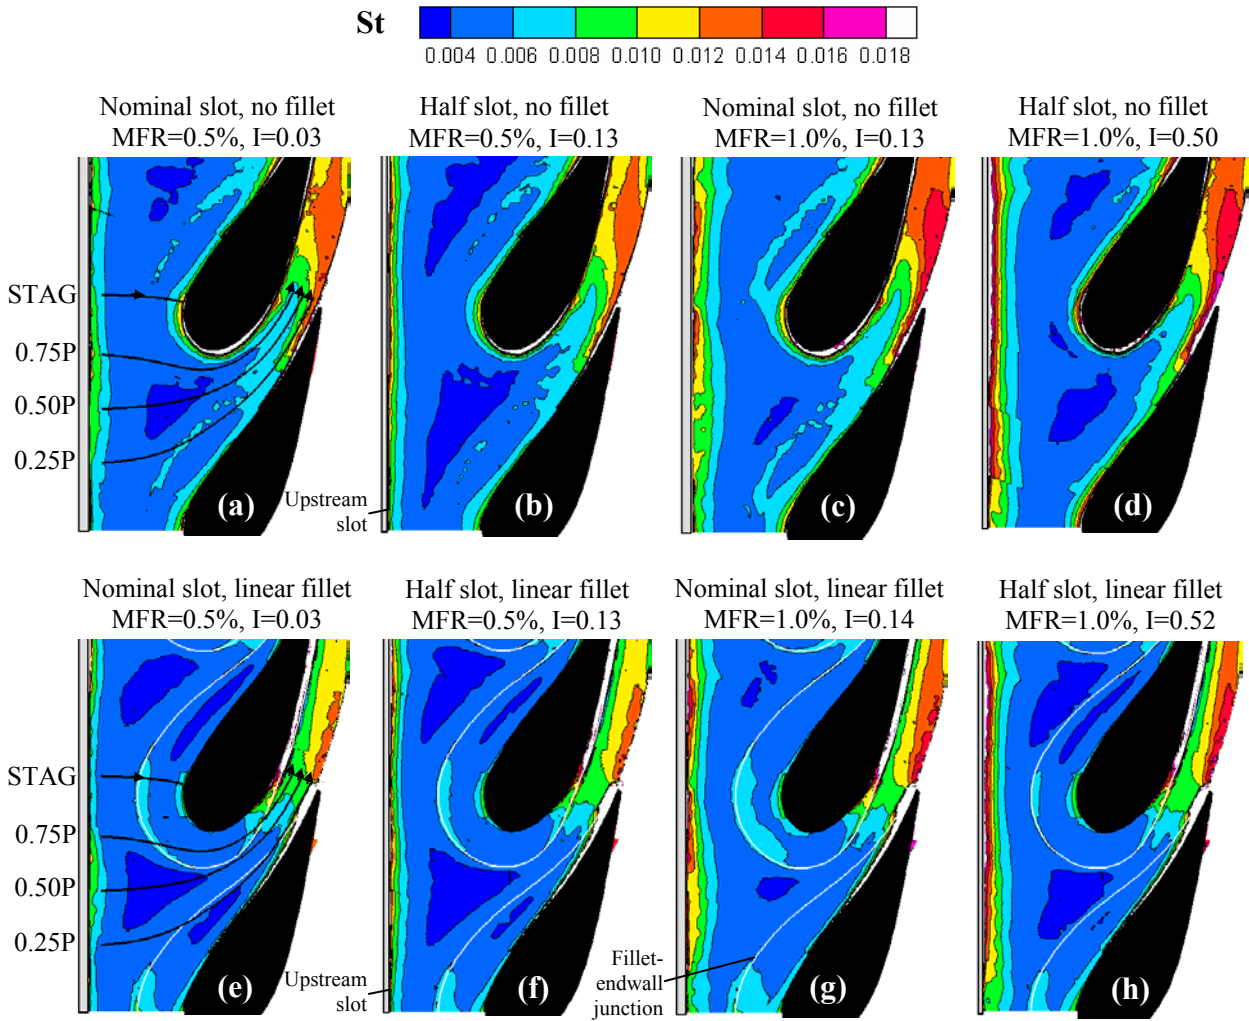 St
0.004 0.006 0.008 0.010 0.012 0.014 0.016 0.018
Nominal slot, no fillet
MFR=0.5%, I=0.03
Half slot, no fillet
MFR=0.5%, I=0.13
Nominal slot, no fillet
MFR=1.0%, I=0.13
Half slot, no fillet
MFR=1.0%, I=0.50
STAG
0.75P
0.50P
0.25P
(a)
Upstream
slot
(b)
(c)
(d)
Nominal slot, linear fillet
MFR=0.5%, I=0.03
Half slot, linear fillet
MFR=0.5%, I=0.13
Nominal slot, linear fillet
MFR=1.0%, I=0.14
Half slot, linear fillet
MFR=1.0%, I=0.52
STAG
0.75P
0.50P
0.25P
(e)
Upstream
slot
(f)
Fillet-
endwall
junction
(g)
(h)